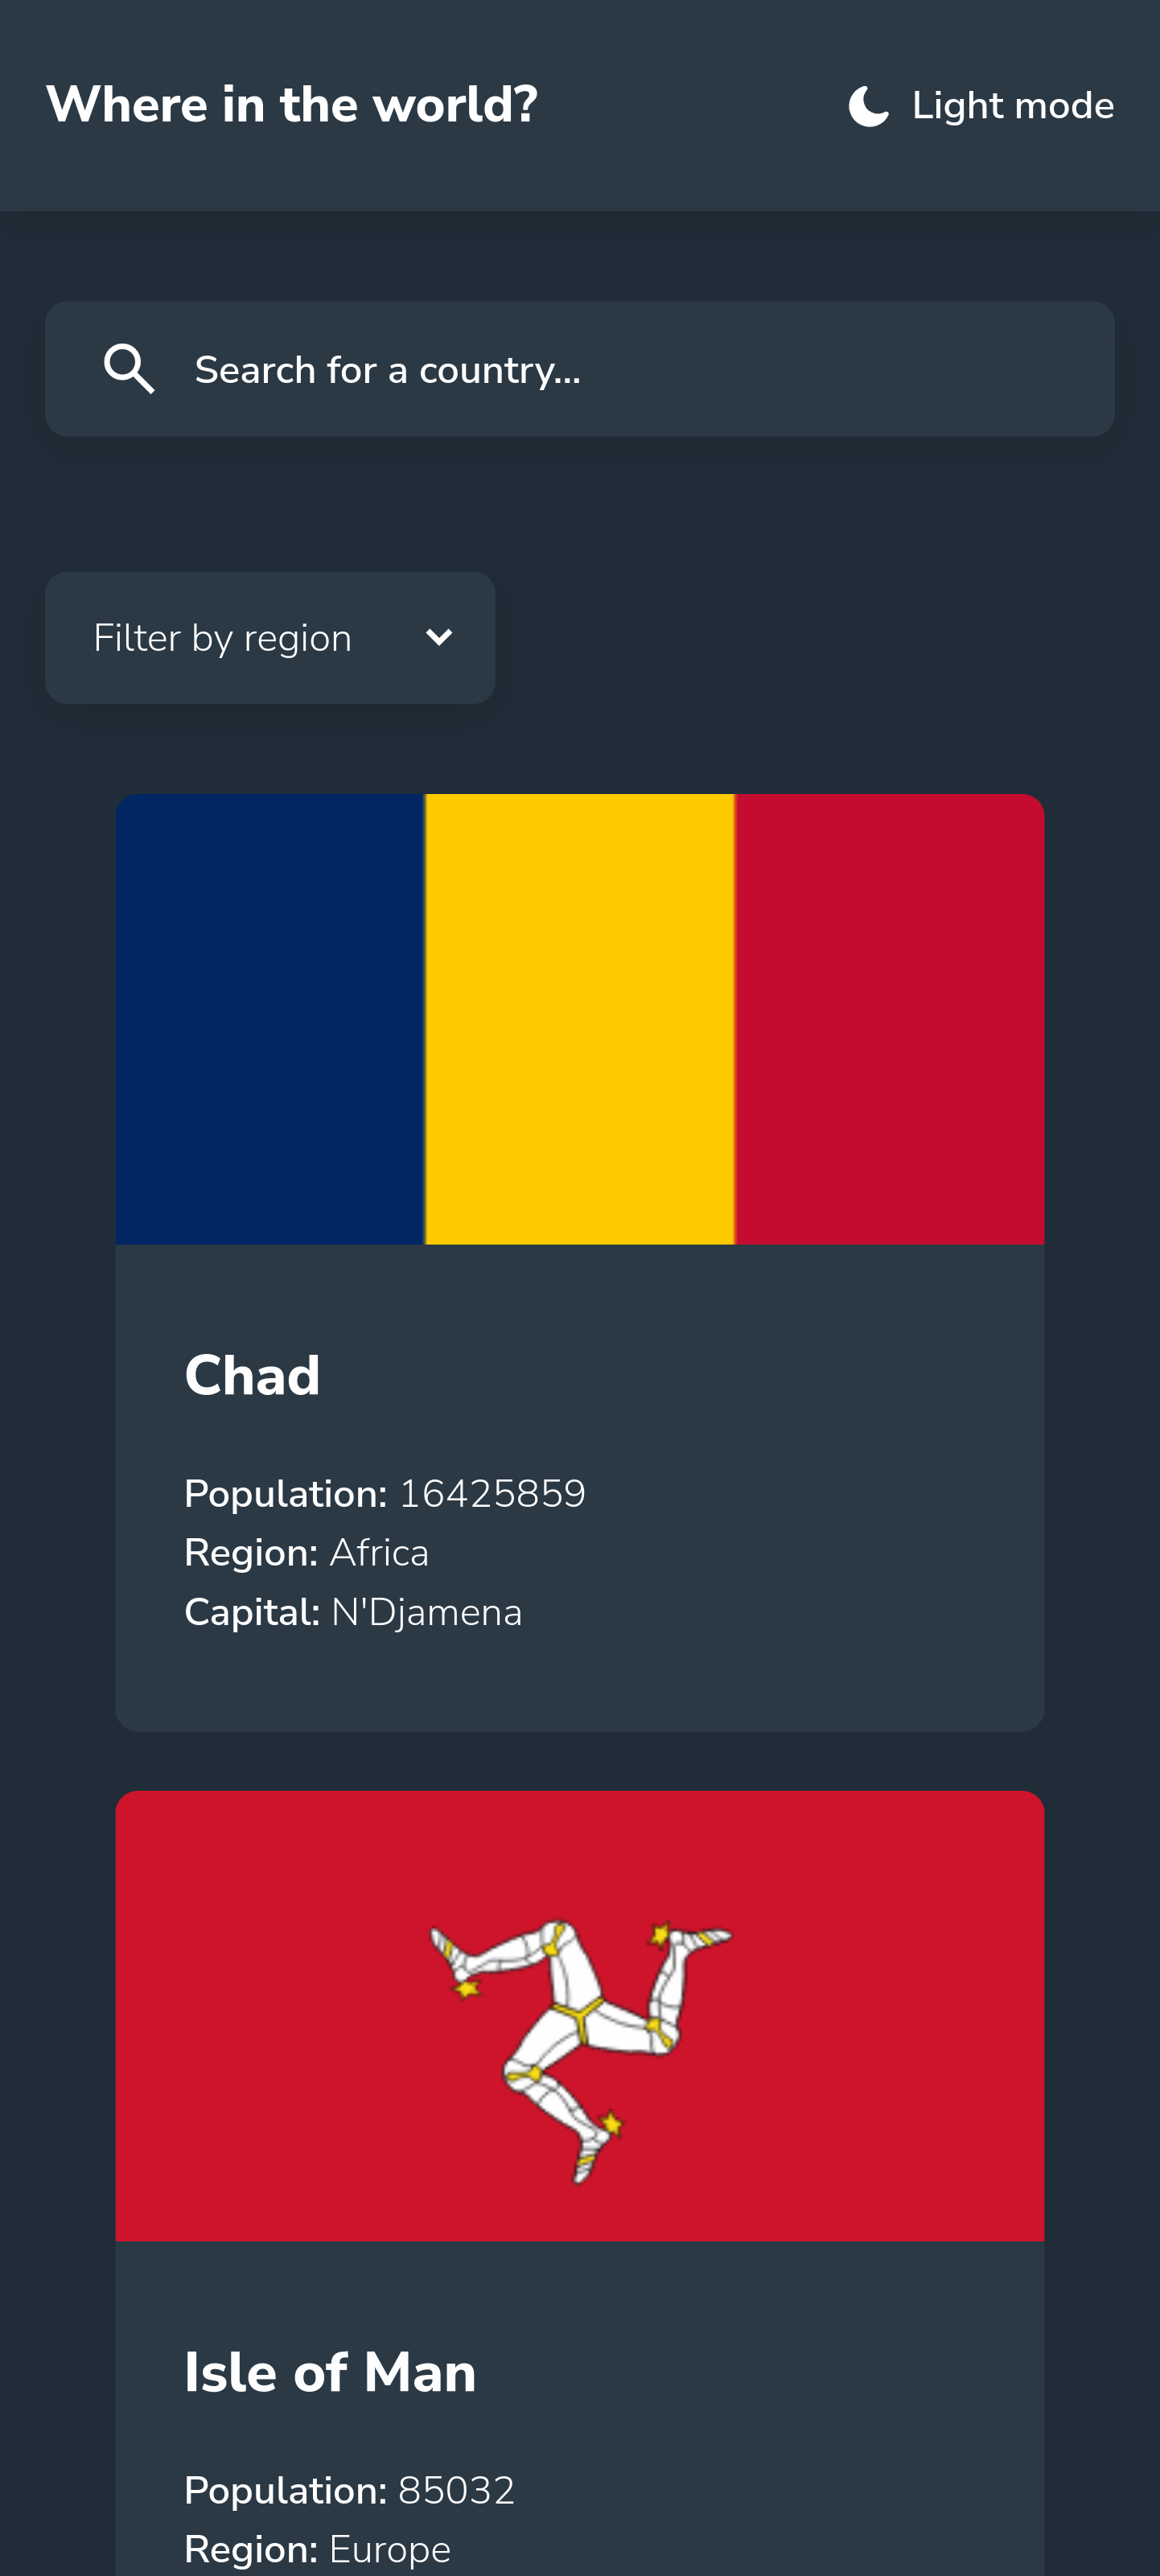 Where in the world?
Light mode
Search for a country...
Filter by region
Chad
Population: 16425859
Region: Africa
Capital: N'Djamena
Isle of Man
Population: 85032
Region: Europe